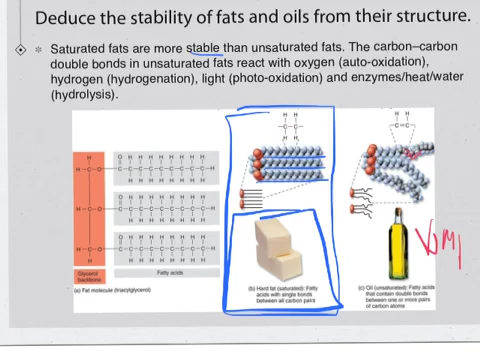 Deduce the stability of fats and oils from their structure.
* Saturated fats are more stable than unsaturated fats. The carbon–carbon
double bonds in unsaturated fats react with oxygen (auto-oxidation),
hydrogen (hydrogenation), light (photo-oxidation) and enzymes/heat/water
(hydrolysis).
Glycerol
backbone
Fatty acids
(a) Fat molecule (triacylglycerol)
(b) Hard fat (saturated): Fatty
acids with single bonds
between all carbon pairs
(c) Oil (unsaturated): Fatty acids
that contain double bonds
between one or more pairs
of carbon atoms